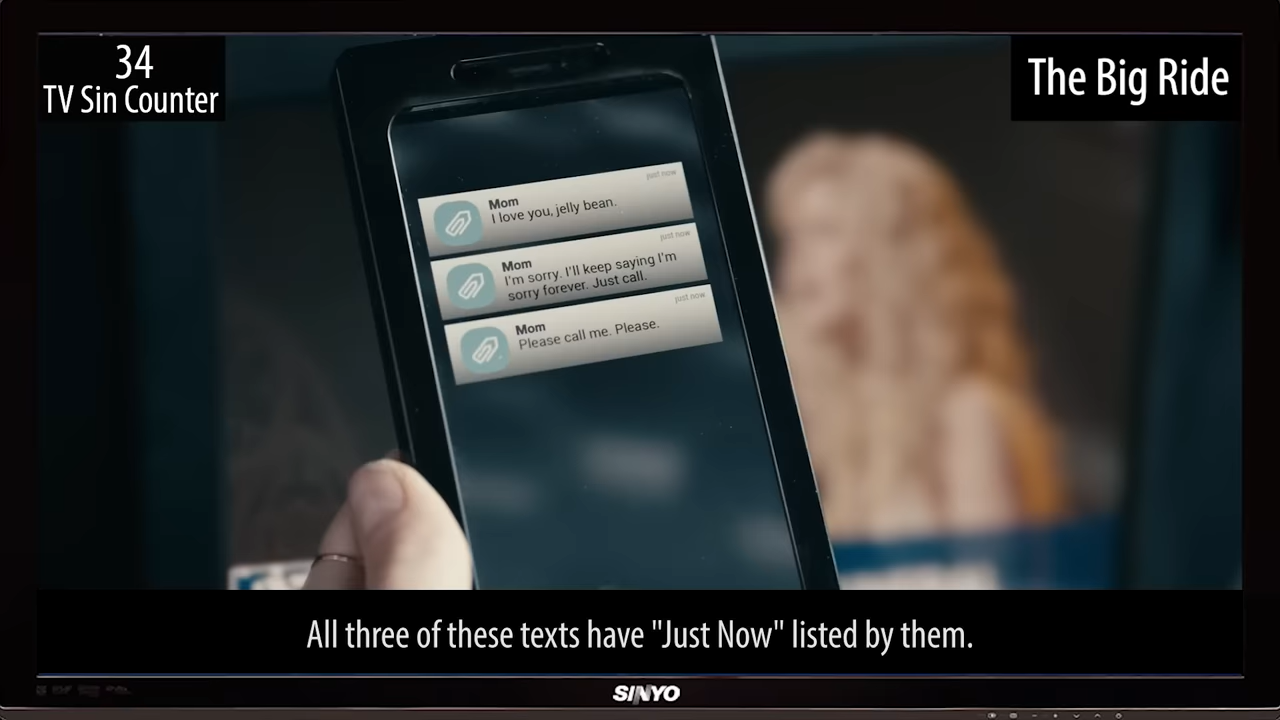 34
TV Sin Counter
The Big Ride
just now
Mom
I love you, jelly bean.
just now
Mom
I'm sorry. I'll keep saying I'm
sorry forever. Just call.
just now
Mom
Please call me. Please.
All three of these texts have "Just Now" listed by them.
SINYO